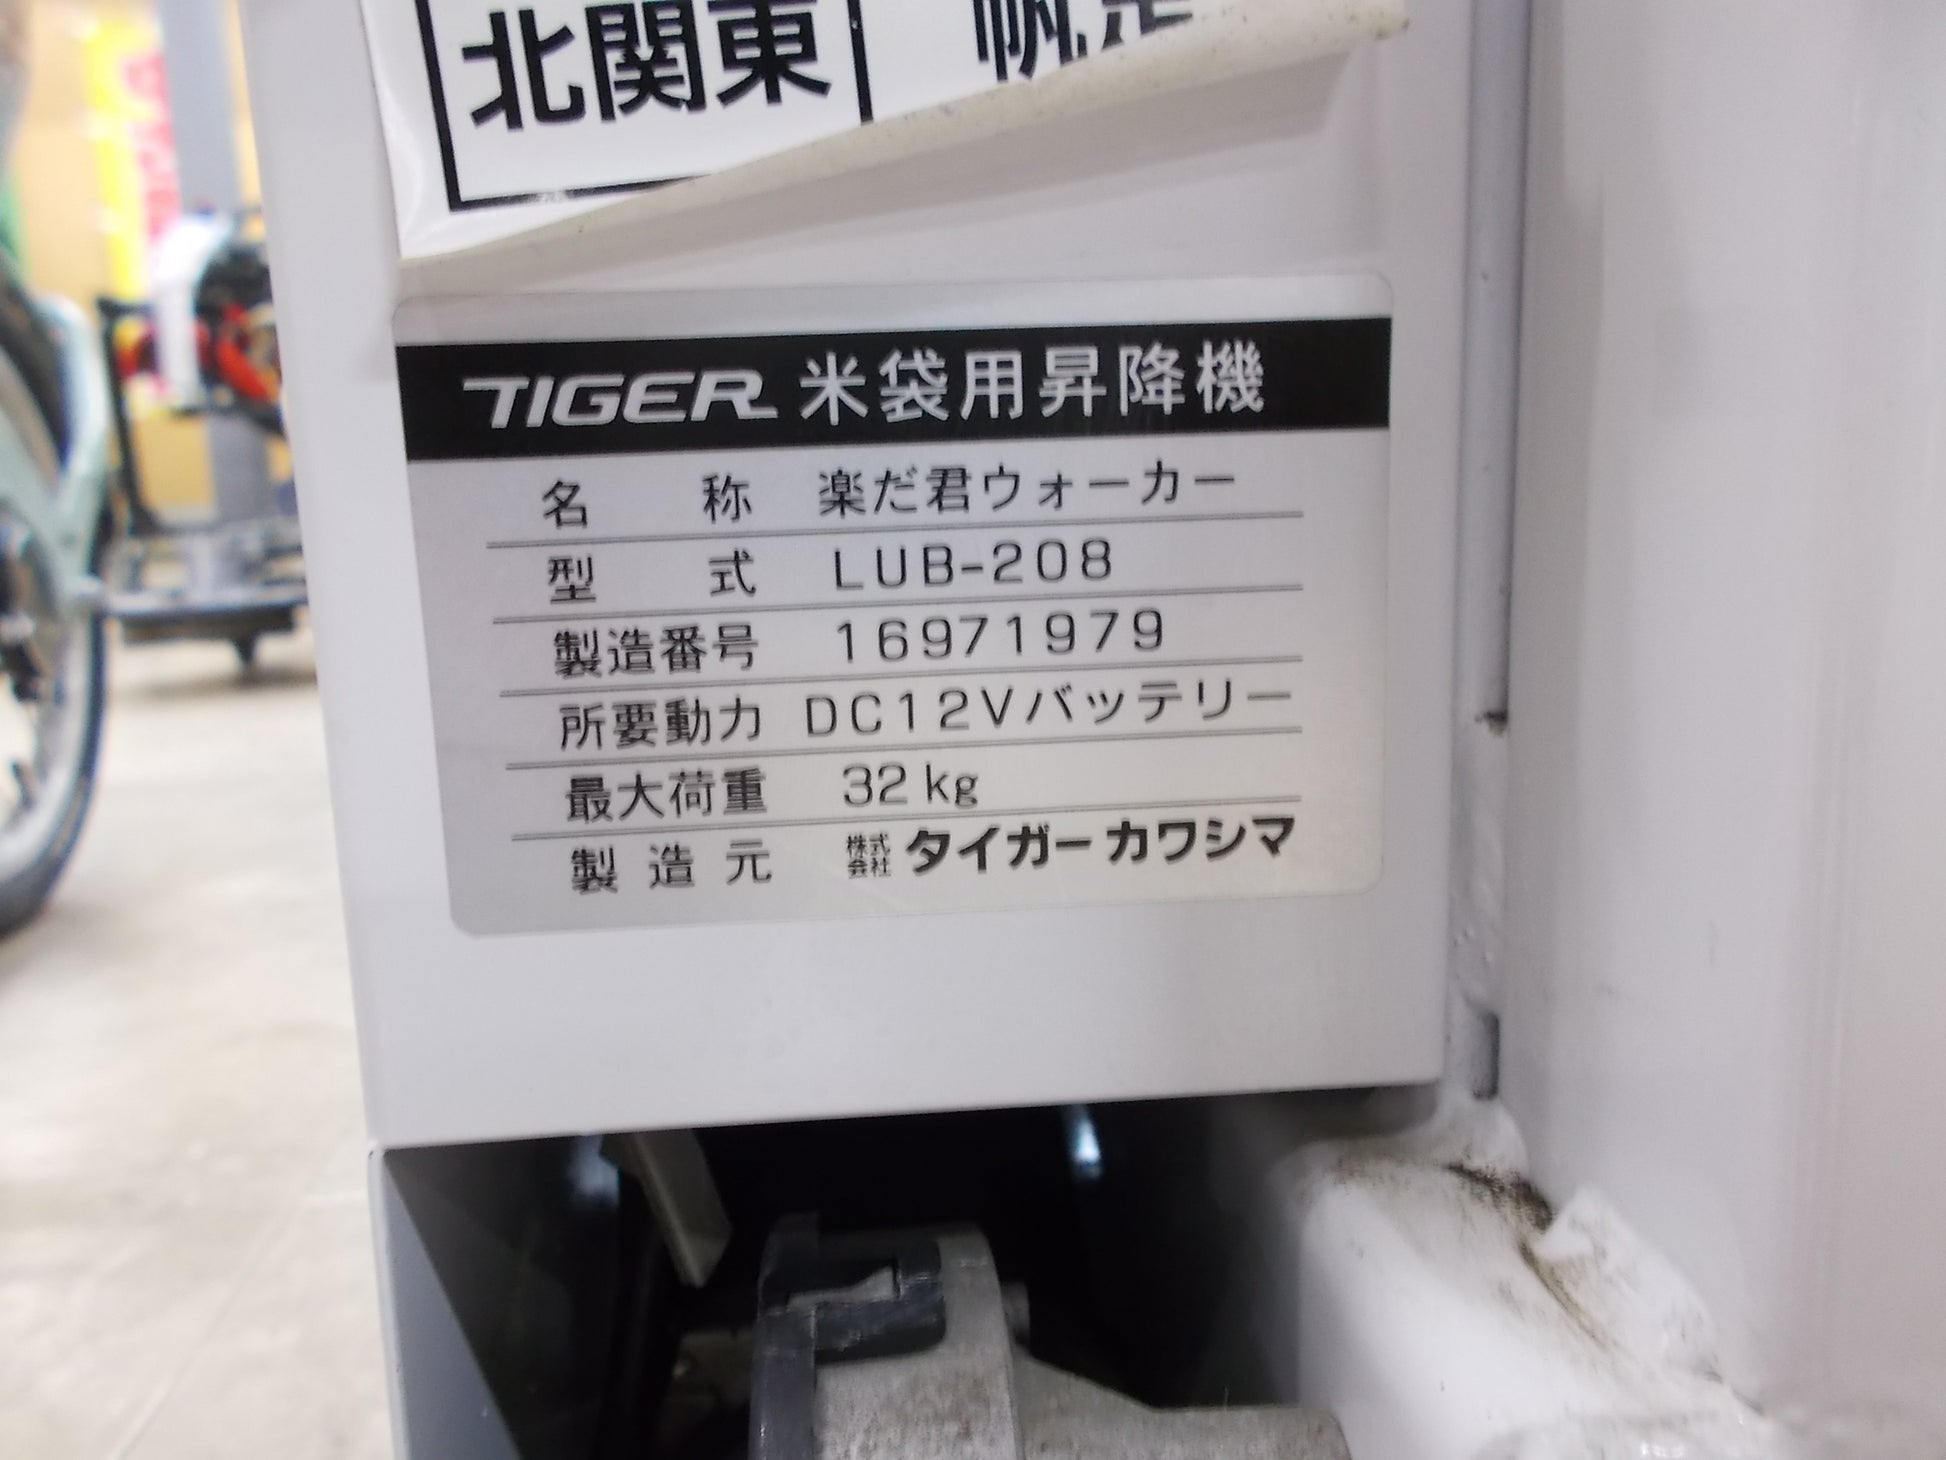 北関東
TIGER 米袋用昇降機
名称 楽だ君ウォーカー
型式 LUB-208
製造番号 16971979
所要動力 DC12Vバッテリー
最大荷重 32kg
製造元 株式会社 タイガーカワシマ